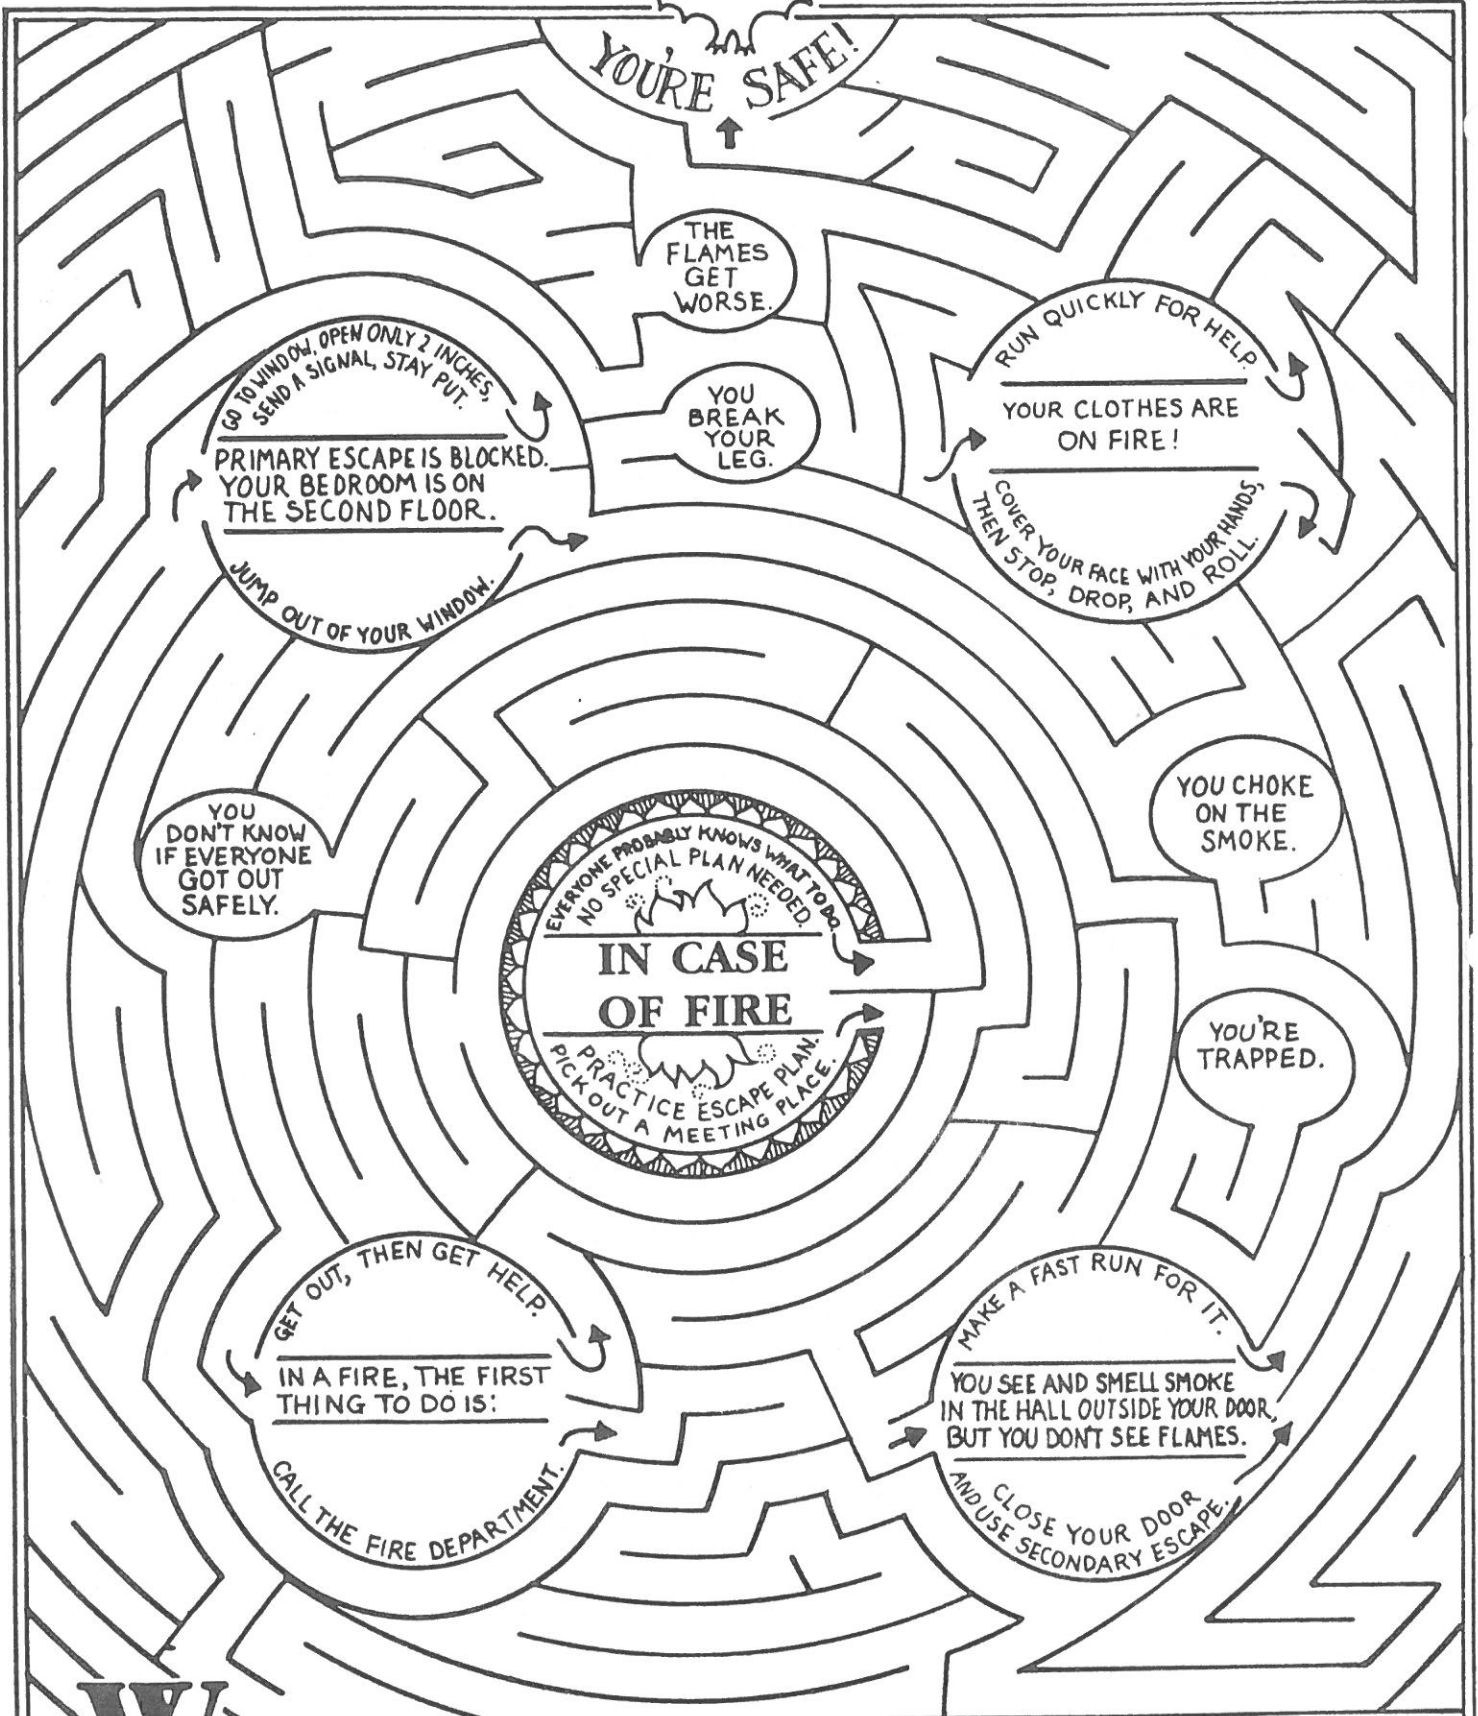 YOU'RE SAFE!
THE
FLAMES
GET
WORSE.
GO TO WINDOW, OPEN ONLY 2 INCHES,
SEND A SIGNAL, STAY PUT.
PRIMARY ESCAPE IS BLOCKED.
YOUR BEDROOM IS ON
THE SECOND FLOOR.
JUMP OUT OF YOUR WINDOW.
YOU
BREAK
YOUR
LEG.
RUN QUICKLY FOR HELP.
YOUR CLOTHES ARE
ON FIRE!
COVER YOUR FACE WITH YOUR HANDS,
THEN STOP, DROP, AND ROLL.
YOU
DON'T KNOW
IF EVERYONE
GOT OUT
SAFELY.
EVERYONE PROBABLY KNOWS WHAT TO DO.
NO SPECIAL PLAN NEEDED.
IN CASE
OF FIRE
PRACTICE ESCAPE PLAN.
PICK OUT A MEETING PLACE.
YOU CHOKE
ON THE
SMOKE.
YOU'RE
TRAPPED.
GET OUT, THEN GET HELP.
IN A FIRE, THE FIRST
THING TO DO IS:
CALL THE FIRE DEPARTMENT.
MAKE A FAST RUN FOR IT.
YOU SEE AND SMELL SMOKE
IN THE HALL OUTSIDE YOUR DOOR,
BUT YOU DON'T SEE FLAMES.
CLOSE YOUR DOOR
AND USE SECONDARY ESCAPE.